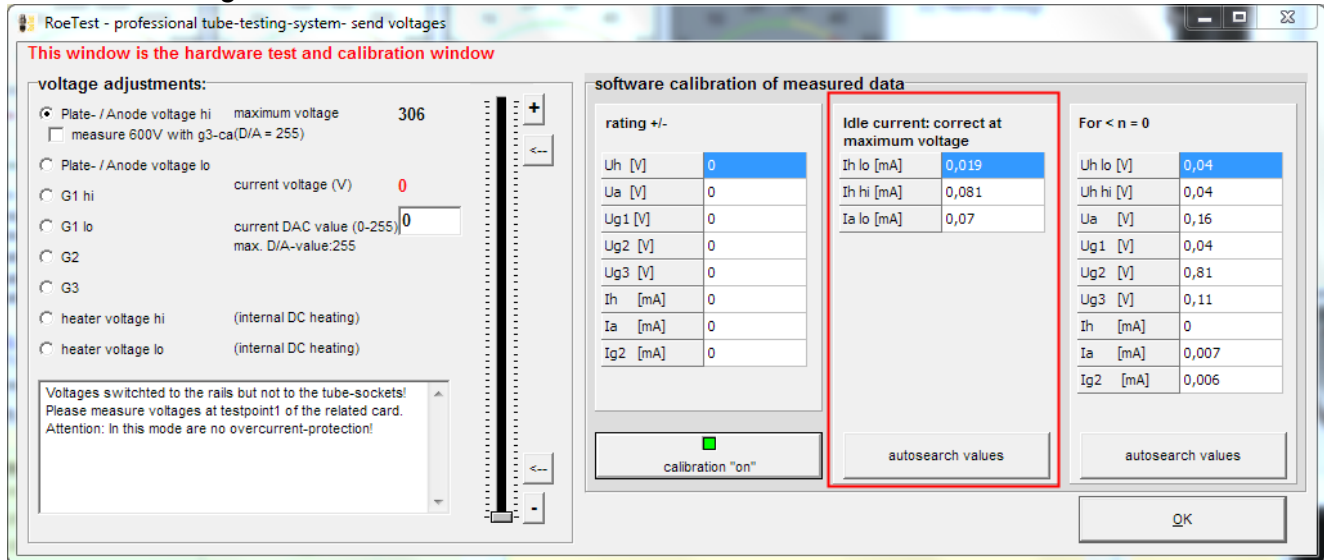 RoeTest - professional tube-testing-system- send voltages
This window is the hardware test and calibration window
voltage adjustments:
Plate- / Anode voltage hi maximum voltage 306
measure 600V with g3-ca(D/A = 255)
Plate- / Anode voltage lo
current voltage (V) 0
G1 hi
G1 lo current DAC value (0-255) 0
max. D/A-value:255
G2
G3
heater voltage hi (internal DC heating)
heater voltage lo (internal DC heating)
Voltages switchted to the rails but not to the tube-sockets!
Please measure voltages at testpoint1 of the related card.
Attention: In this mode are no overcurrent-protection!
+
<--
<--
-
software calibration of measured data
rating +/-
Uh [V] 0
Ua [V] 0
Ug1 [V] 0
Ug2 [V] 0
Ug3 [V] 0
Ih [mA] 0
Ia [mA] 0
Ig2 [mA] 0
calibration "on"
Idle current: correct at
maximum voltage
Ih lo [mA] 0,019
Ih hi [mA] 0,081
Ia lo [mA] 0,07
autosearch values
For < n = 0
Uh lo [V] 0,04
Uh hi [V] 0,04
Ua [V] 0,16
Ug1 [V] 0,04
Ug2 [V] 0,81
Ug3 [V] 0,11
Ih [mA] 0
Ia [mA] 0,007
Ig2 [mA] 0,006
autosearch values
OK